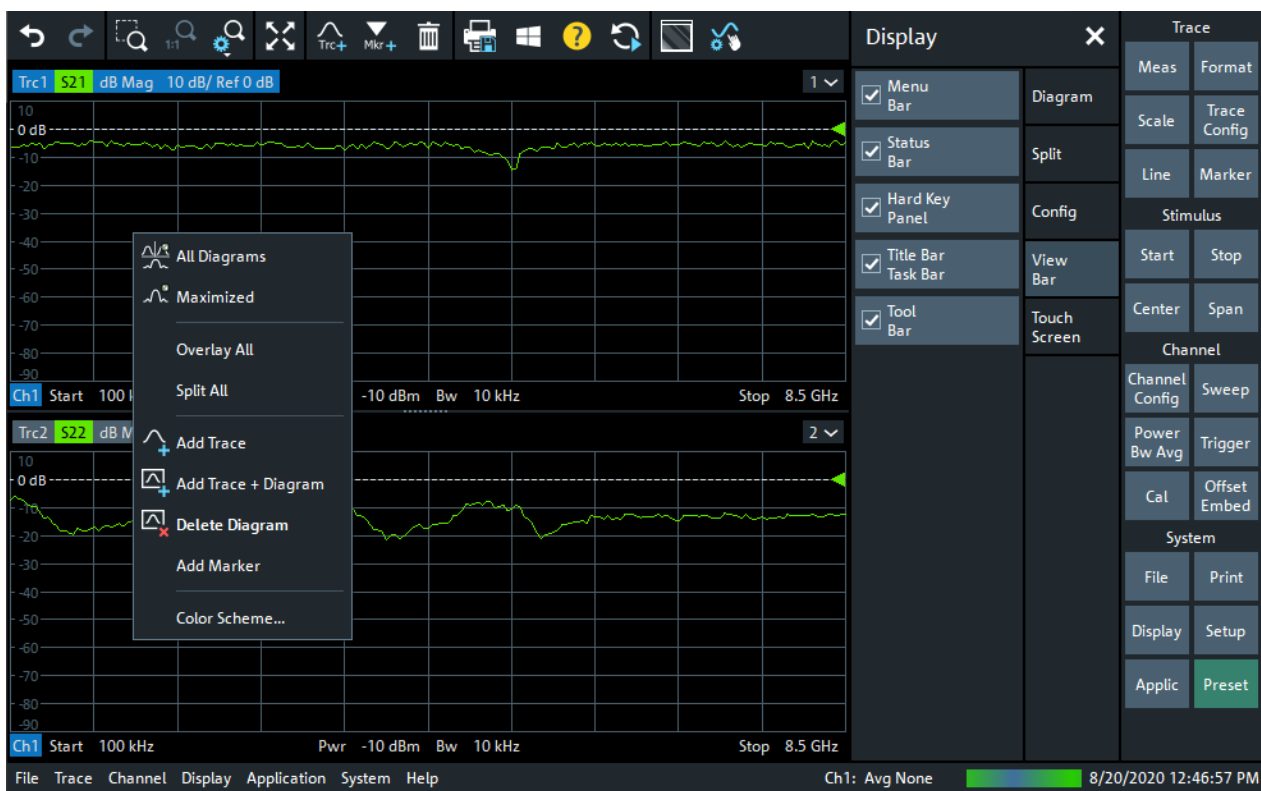 1:1
Trc+
Mkr+
?
Trc1 S21 dB Mag 10 dB/ Ref 0 dB
1
10
0 dB
-10
-20
-30
-40
-50
-60
-70
-80
-90
Ch1 Start 100 k
-10 dBm Bw 10 kHz Stop 8.5 GHz
All Diagrams
Maximized
Overlay All
Split All
Add Trace
Add Trace + Diagram
Delete Diagram
Add Marker
Color Scheme...
Trc2 S22 dB M
2
10
0 dB
-10
-20
-30
-40
-50
-60
-70
-80
-90
Ch1 Start 100 kHz Pwr -10 dBm Bw 10 kHz Stop 8.5 GHz
Display
Menu
Bar
Status
Bar
Hard Key
Panel
Title Bar
Task Bar
Tool
Bar
Diagram
Split
Config
View
Bar
Touch
Screen
Trace
Meas Format
Scale Trace
Config
Line Marker
Stimulus
Start Stop
Center Span
Channel
Channel
Config Sweep
Power
Bw Avg Trigger
Cal Offset
Embed
System
File Print
Display Setup
Applic Preset
File Trace Channel Display Application System Help
Ch1: Avg None 8/20/2020 12:46:57 PM